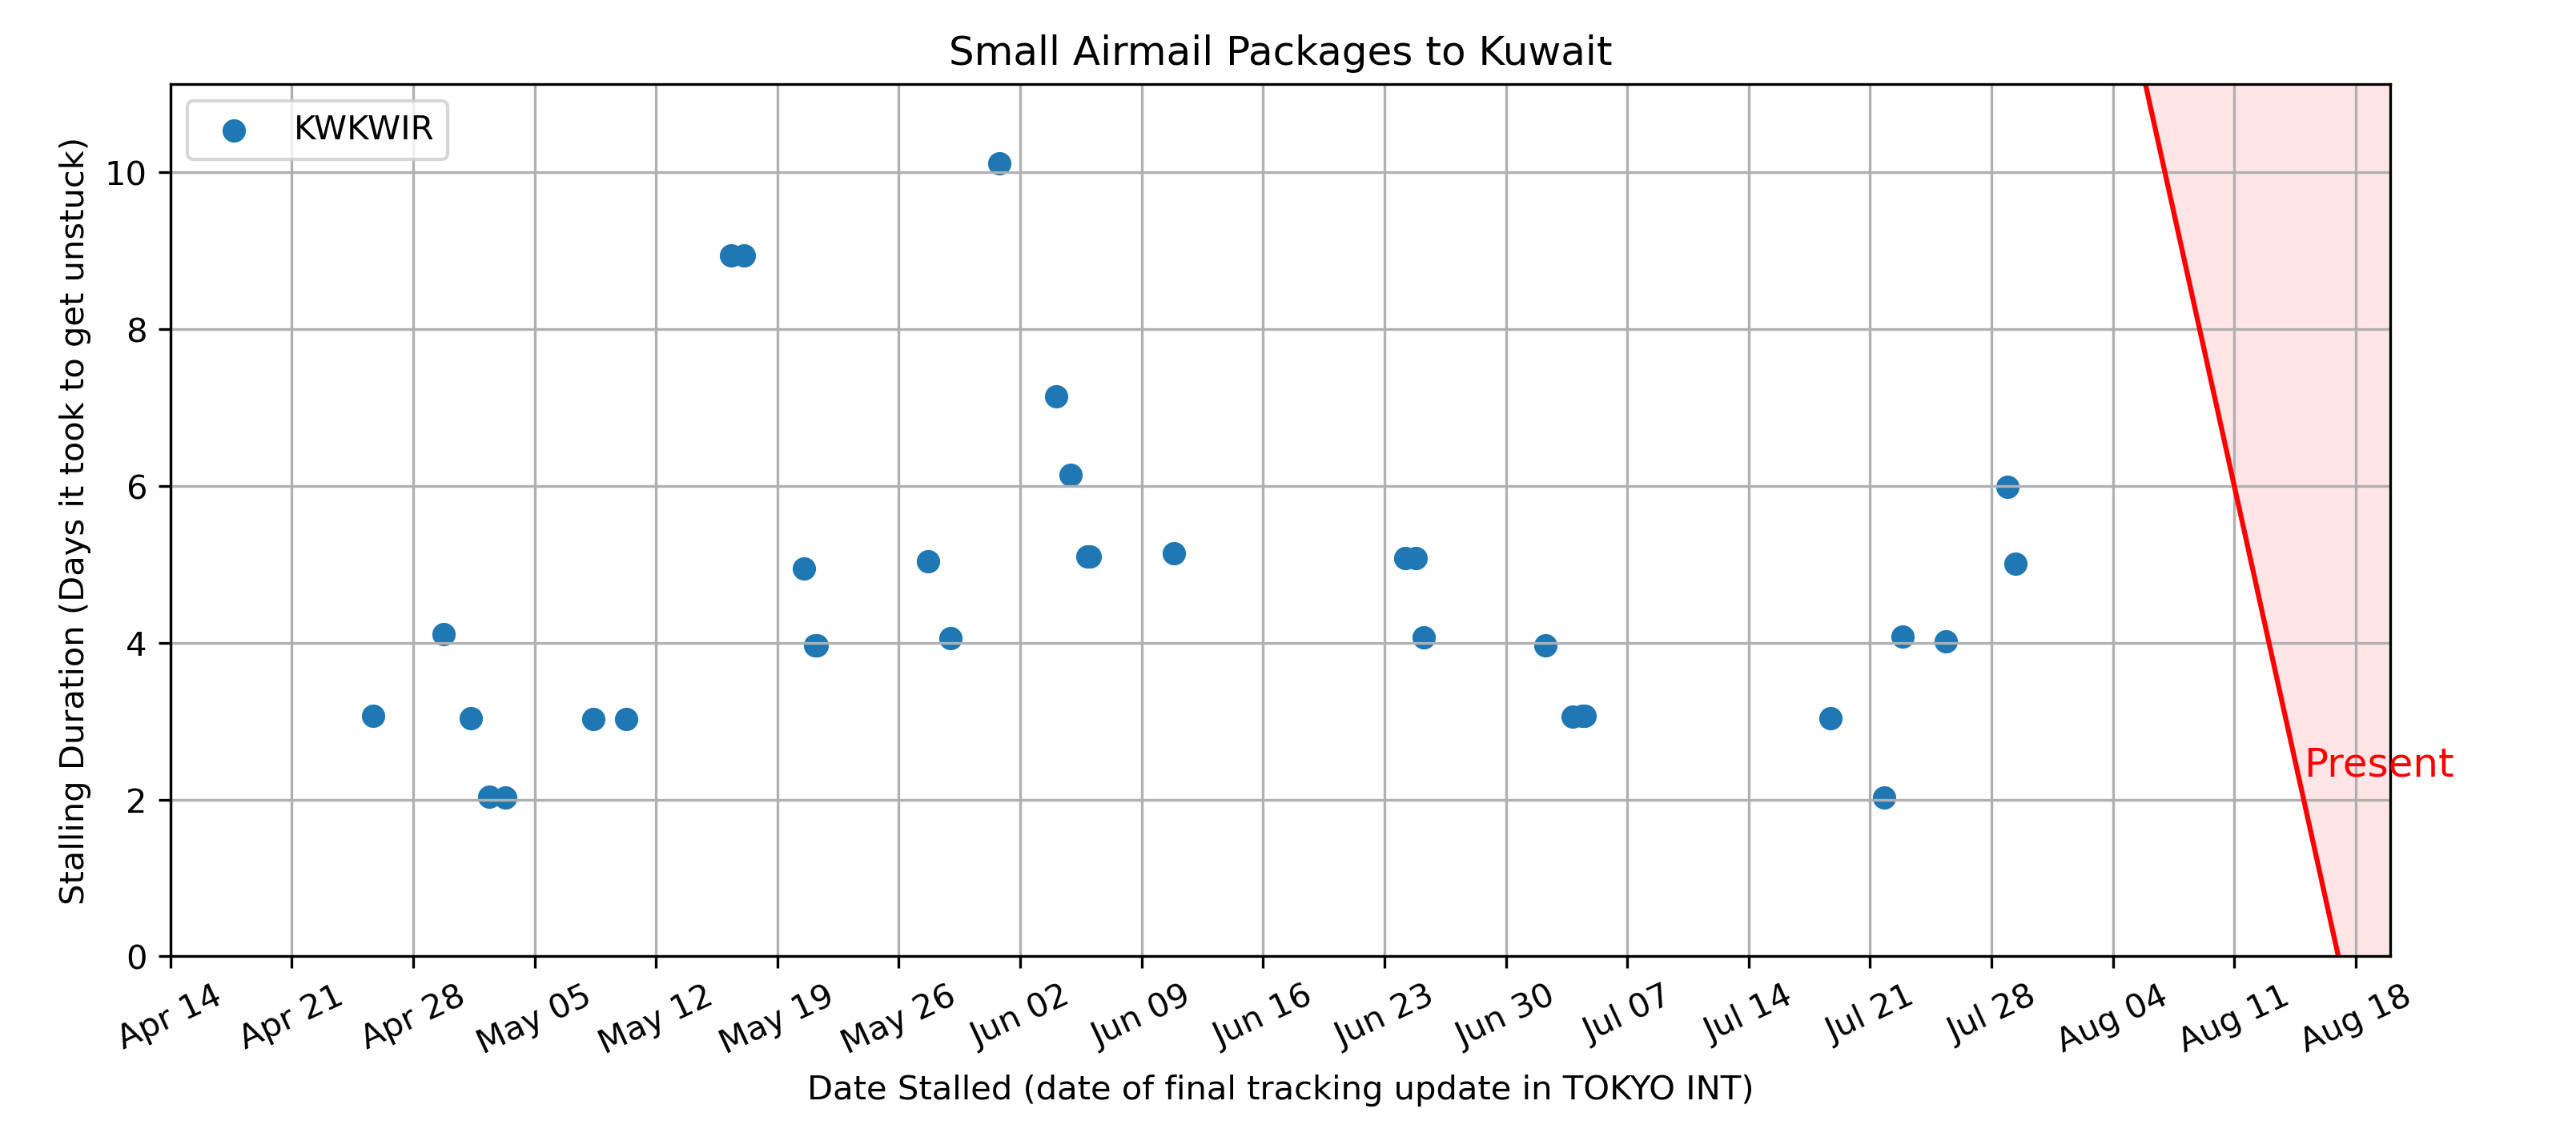 Small Airmail Packages to Kuwait
KWKWIR
Stalling Duration (Days it took to get unstuck)
10
8
6
4
2
0
Present
Apr 14
Apr 21
Apr 28
May 05
May 12
May 19
May 26
Jun 02
Jun 09
Jun 16
Jun 23
Jun 30
Jul 07
Jul 14
Jul 21
Jul 28
Aug 04
Aug 11
Aug 18
Date Stalled (date of final tracking update in TOKYO INT)